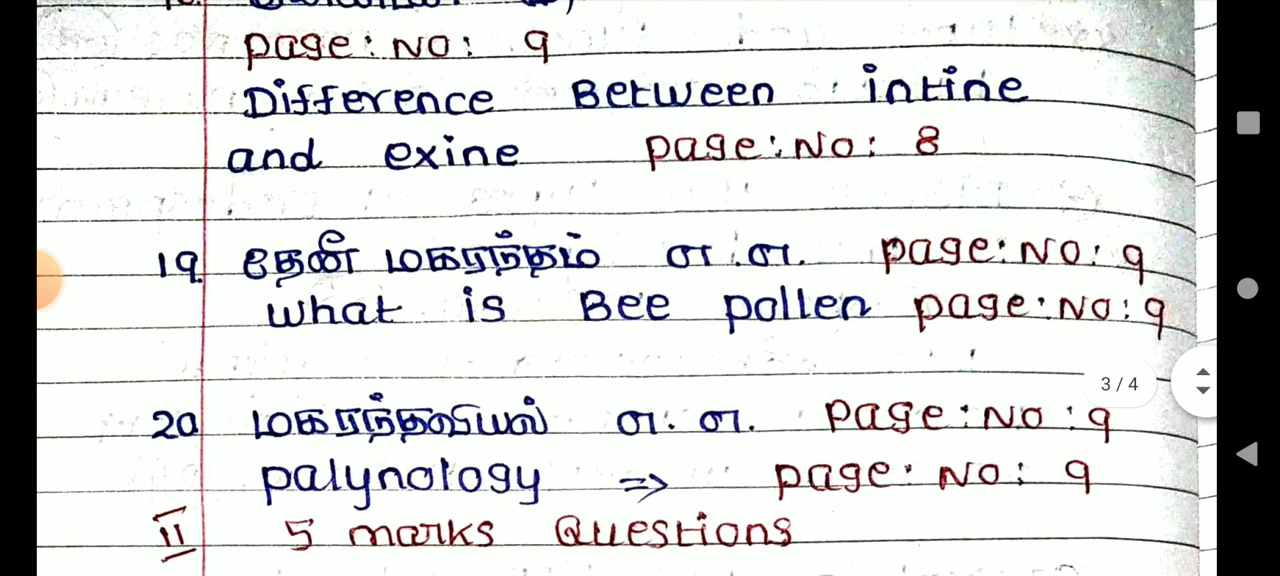 page: No: 9
Difference Between intine
and exine page: No: 8
19. தேனீ மகரந்தம் எ.எ. page: No: 9
what is Bee pollen page: No: 9
3 / 4
20 மகரந்தவியல் எ. எ. page: No: 9
palynology => page: No: 9
II 5 marks Questions